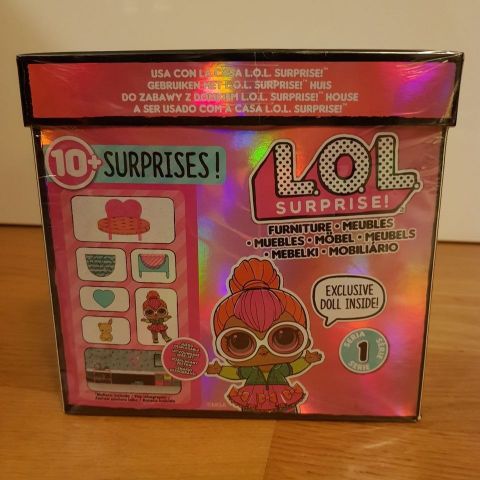 USA CON LA CASA L.O.L. SURPRISE!™
GEBRUIKEN MET L.O.L. SURPRISE!™ HUIS
DO ZABAWY Z DOMKIEM L.O.L. SURPRISE!™ HOUSE
A SER USADO COM A CASA L.O.L. SURPRISE!™
10+ SURPRISES!
L.O.L.
SURPRISE!
FURNITURE • MEUBLES
• MUEBLES • MÖBEL • MEUBELS
• MEBELKI • MOBILIÁRIO
EXCLUSIVE
DOLL INSIDE!
SERIA SÉRIE
1
SERIE
©MGA